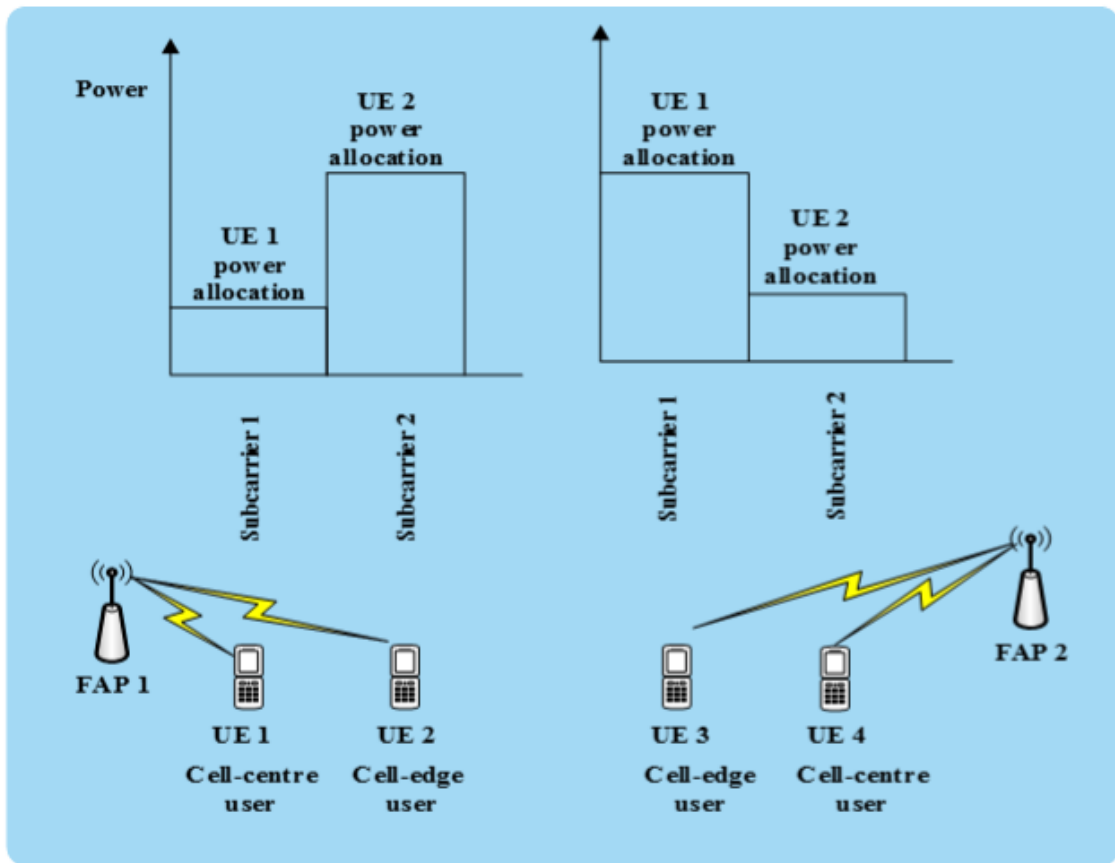 Power
UE 1
power
allocation
UE 2
power
allocation
UE 1
power
allocation
UE 2
power
allocation
Subcarrier 1
Subcarrier 2
Subcarrier 1
Subcarrier 2
FAP 1
FAP 2
UE 1
UE 2
UE 3
UE 4
Cell-centre
user
Cell-edge
user
Cell-edge
user
Cell-centre
user